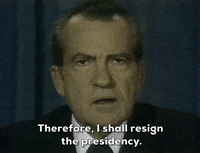 Therefore, I shall resign
the presidency.